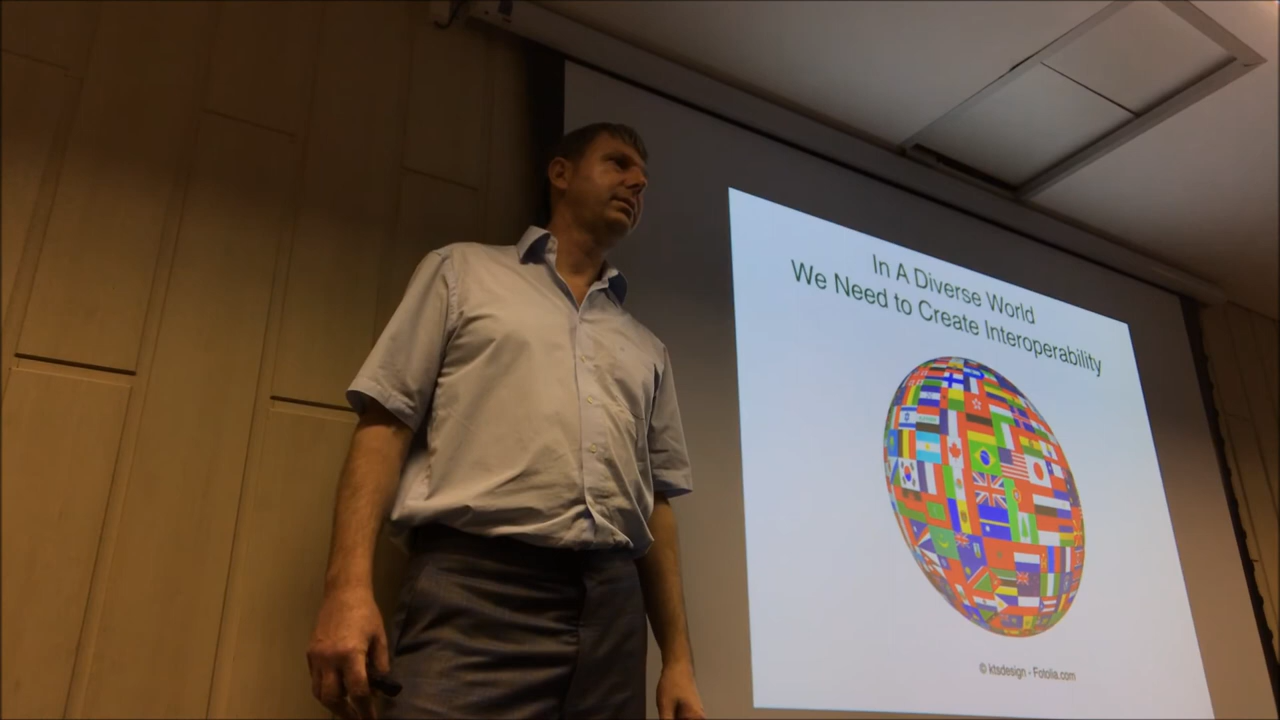 In A Diverse World
We Need to Create Interoperability
© ktsdesign - Fotolia.com